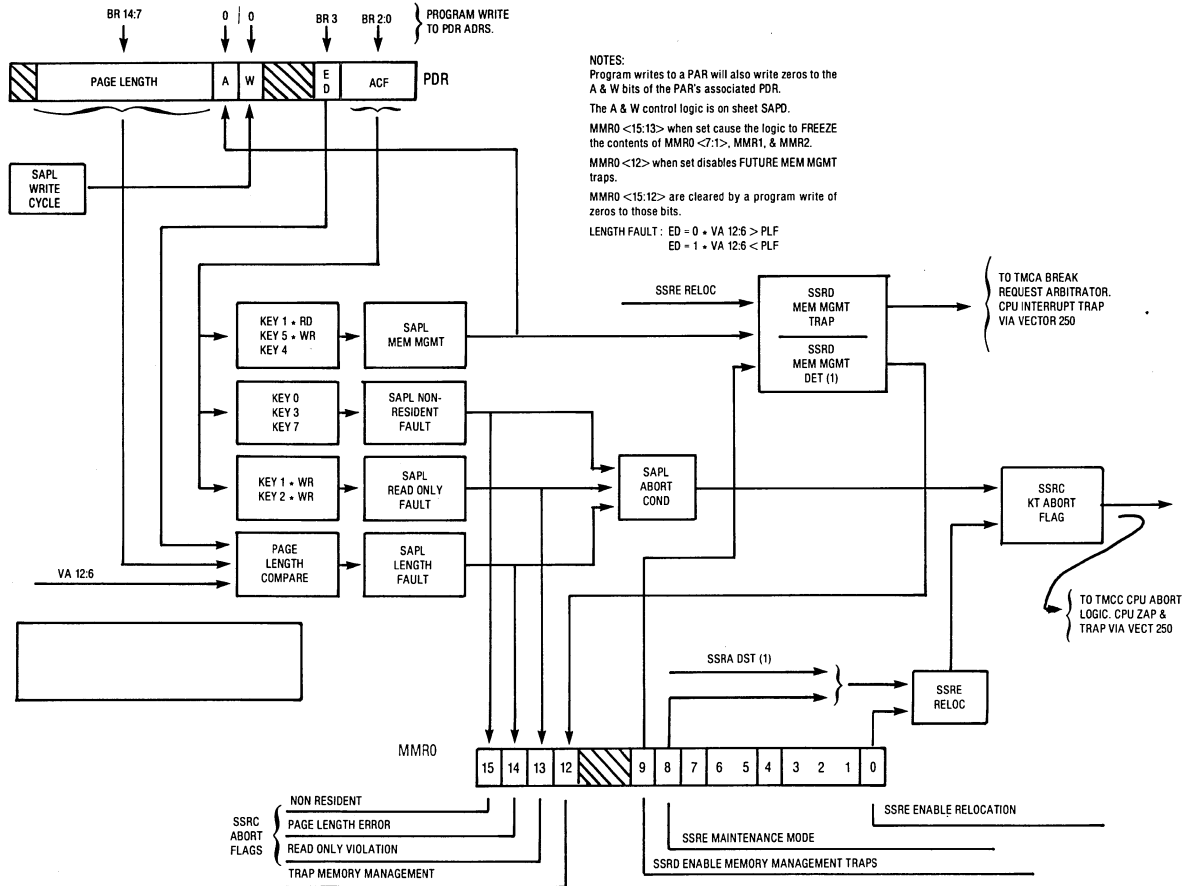 BR 14:7
0 / 0
BR 3
BR 2:0
PROGRAM WRITE
TO PDR ADRS.
PAGE LENGTH
A
W
E
D
ACF
PDR
SAPL
WRITE
CYCLE
NOTES:
Program writes to a PAR will also write zeros to the
A & W bits of the PAR's associated PDR.
The A & W control logic is on sheet SAPD.
MMR0 <15:13> when set cause the logic to FREEZE
the contents of MMR0 <7:1>, MMR1, & MMR2.
MMR0 <12> when set disables FUTURE MEM MGMT
traps.
MMR0 <15:12> are cleared by a program write of
zeros to those bits.
LENGTH FAULT : ED = 0 * VA 12:6 > PLF
ED = 1 * VA 12:6 < PLF
SSRE RELOC
SSRD
MEM MGMT
TRAP
SSRD
MEM MGMT
DET (1)
TO TMCA BREAK
REQUEST ARBITRATOR.
CPU INTERRUPT TRAP
VIA VECTOR 250
KEY 1 * RD
KEY 5 * WR
KEY 4
SAPL
MEM MGMT
KEY 0
KEY 3
KEY 7
SAPL NON-
RESIDENT
FAULT
KEY 1 * WR
KEY 2 * WR
SAPL
READ ONLY
FAULT
SAPL
ABORT
COND
SSRC
KT ABORT
FLAG
PAGE
LENGTH
COMPARE
SAPL
LENGTH
FAULT
VA 12:6
TO TMCC CPU ABORT
LOGIC. CPU ZAP &
TRAP VIA VECT 250
SSRA DST (1)
SSRE
RELOC
MMR0
15 14 13 12 9 8 7 6 5 4 3 2 1 0
SSRC
ABORT
FLAGS
NON RESIDENT
PAGE LENGTH ERROR
READ ONLY VIOLATION
TRAP MEMORY MANAGEMENT
SSRE ENABLE RELOCATION
SSRE MAINTENANCE MODE
SSRD ENABLE MEMORY MANAGEMENT TRAPS